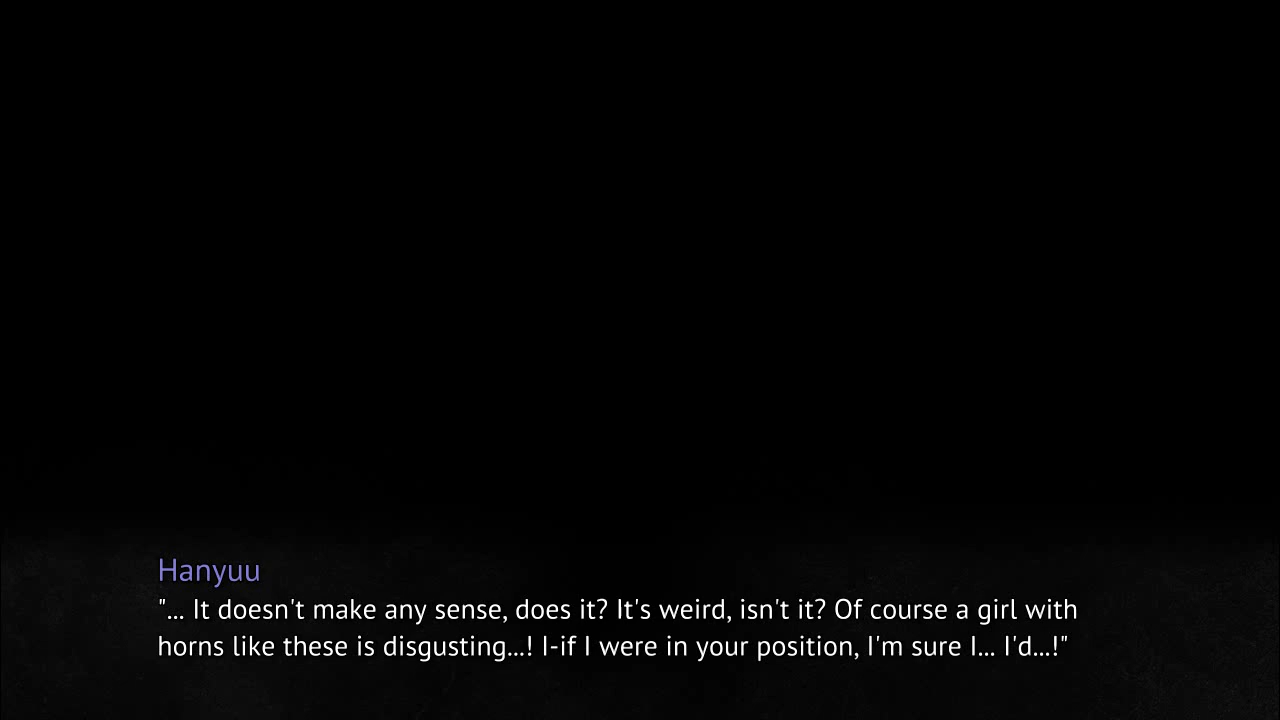 Hanyuu
"... It doesn't make any sense, does it? It's weird, isn't it? Of course a girl with
horns like these is disgusting...! I-if I were in your position, I'm sure I... I'd...!"